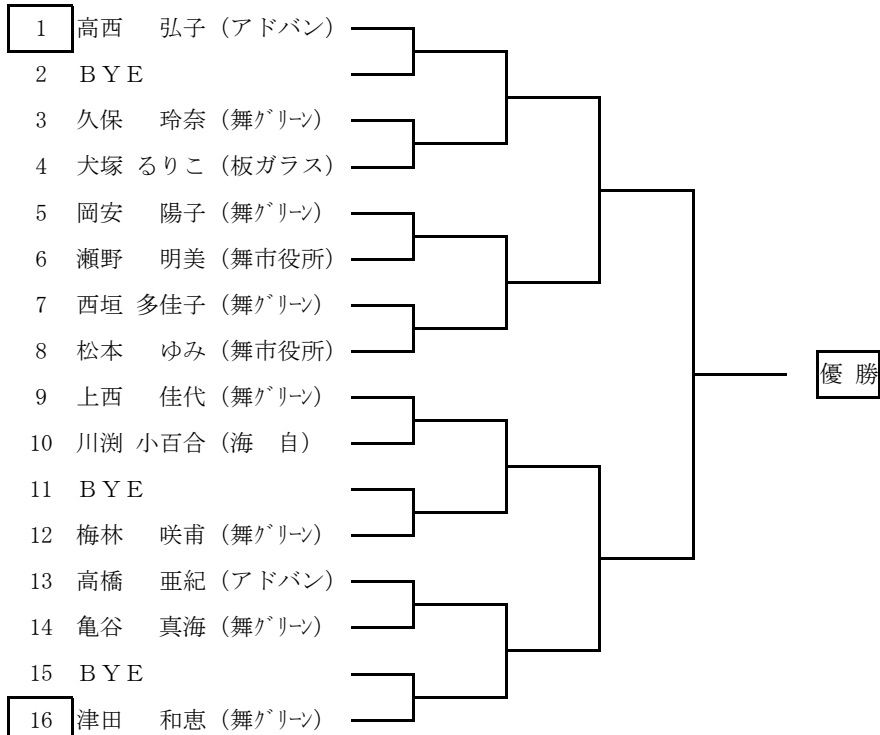 1 高西 弘子（アドバン）
2 ＢＹＥ
3 久保 玲奈（舞ｸﾞﾘｰﾝ）
4 犬塚 るりこ（板ガラス）
5 岡安 陽子（舞ｸﾞﾘｰﾝ）
6 瀬野 明美（舞市役所）
7 西垣 多佳子（舞ｸﾞﾘｰﾝ）
8 松本 ゆみ（舞市役所）
優 勝
9 上西 佳代（舞ｸﾞﾘｰﾝ）
10 川渕 小百合（海 自）
11 ＢＹＥ
12 梅林 咲甫（舞ｸﾞﾘｰﾝ）
13 高橋 亜紀（アドバン）
14 亀谷 真海（舞ｸﾞﾘｰﾝ）
15 ＢＹＥ
16 津田 和恵（舞ｸﾞﾘｰﾝ）